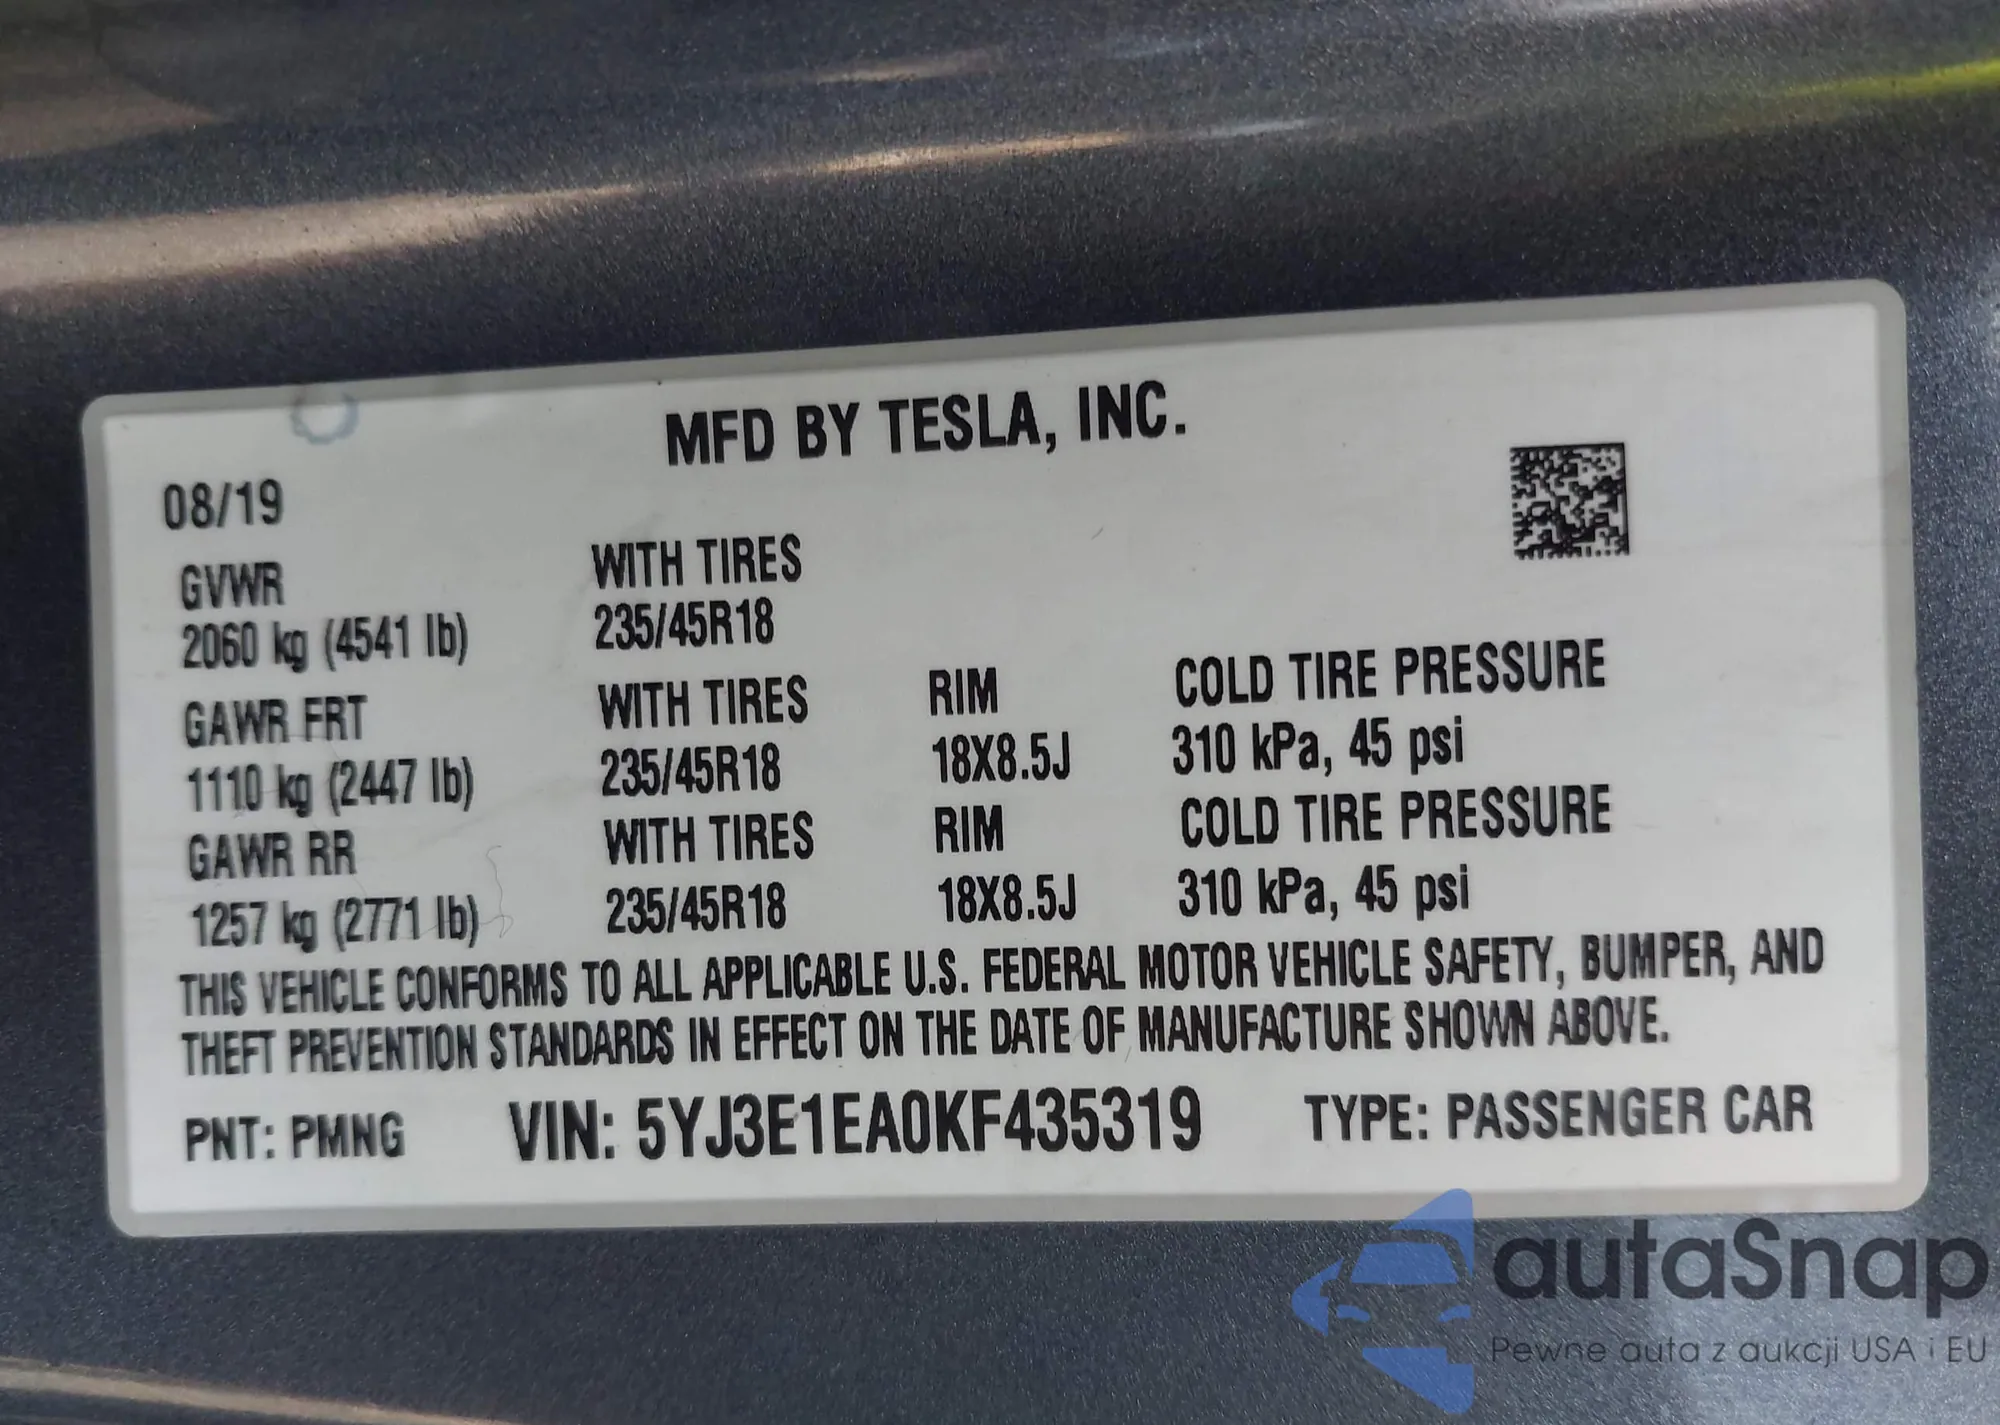 MFD BY TESLA, INC.
08/19
GVWR WITH TIRES
2060 kg (4541 lb) 235/45R18
GAWR FRT WITH TIRES RIM COLD TIRE PRESSURE
1110 kg (2447 lb) 235/45R18 18X8.5J 310 kPa, 45 psi
GAWR RR WITH TIRES RIM COLD TIRE PRESSURE
1257 kg (2771 lb) 235/45R18 18X8.5J 310 kPa, 45 psi
THIS VEHICLE CONFORMS TO ALL APPLICABLE U.S. FEDERAL MOTOR VEHICLE SAFETY, BUMPER, AND
THEFT PREVENTION STANDARDS IN EFFECT ON THE DATE OF MANUFACTURE SHOWN ABOVE.
PNT: PMNG VIN: 5YJ3E1EA0KF435319 TYPE: PASSENGER CAR
autaSnap
Pewne auta z aukcji USA i EU